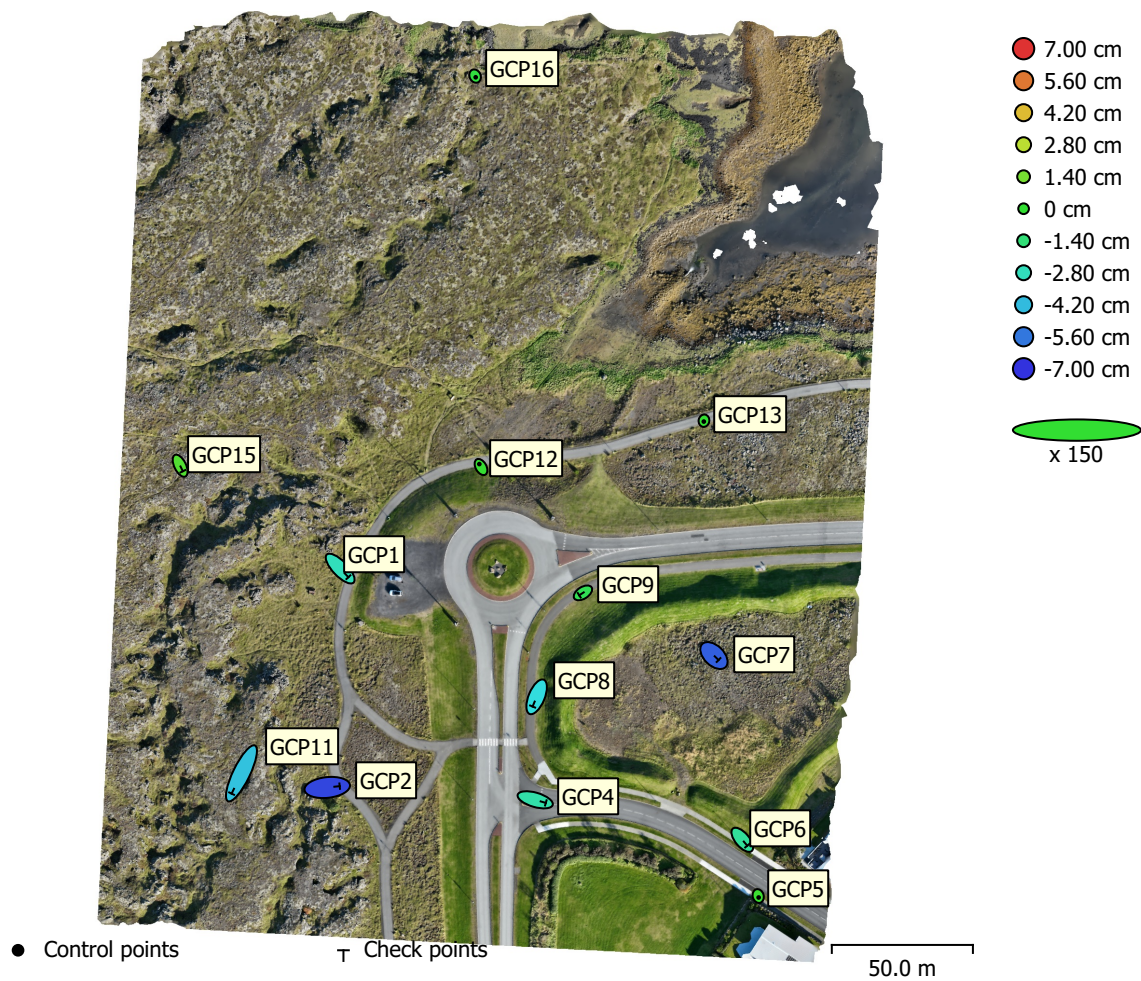 GCP16
7.00 cm
5.60 cm
4.20 cm
2.80 cm
1.40 cm
0 cm
-1.40 cm
-2.80 cm
-4.20 cm
-5.60 cm
-7.00 cm
x 150
GCP13
GCP15
GCP12
GCP1
GCP9
GCP7
GCP8
GCP11
GCP2
GCP4
GCP6
GCP5
Control points
Check points
50.0 m